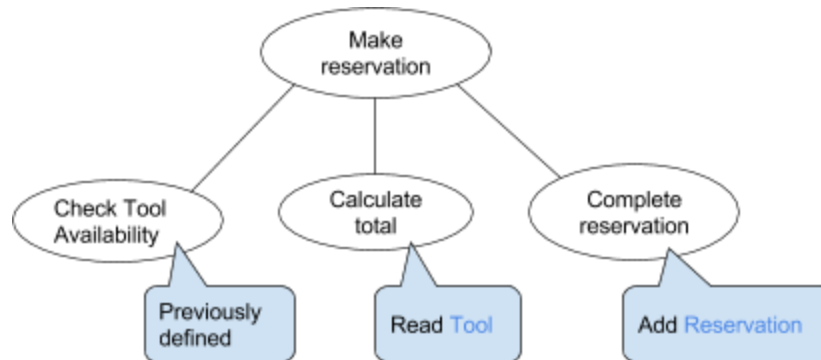 Make
reservation
Check Tool
Availability
Calculate
total
Complete
reservation
Previously
defined
Read Tool
Add Reservation